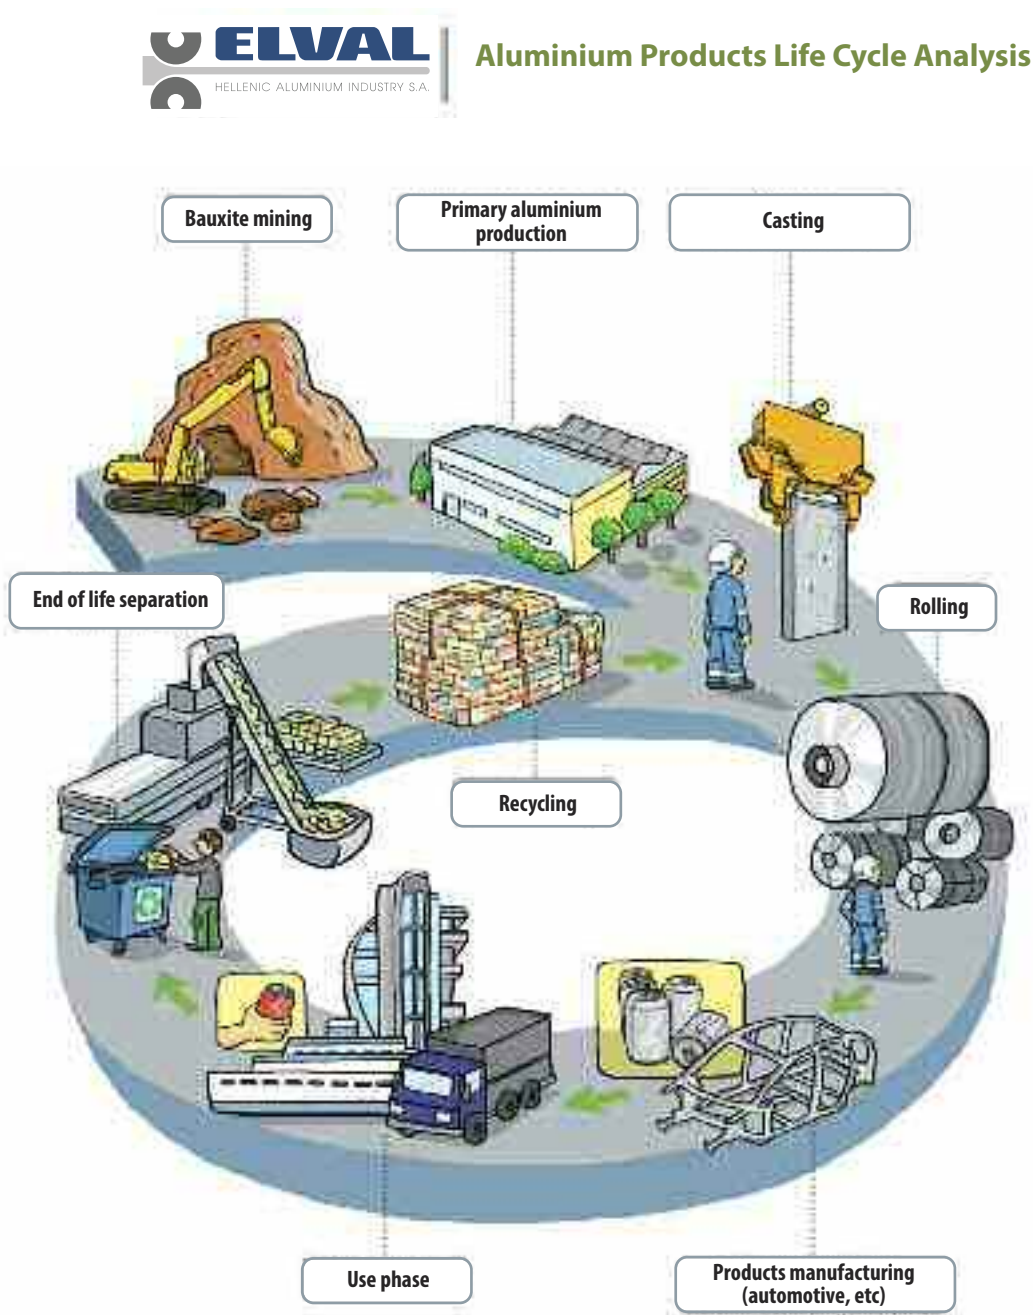 ELVAL
HELLENIC ALUMINIUM INDUSTRY S.A.
Aluminium Products Life Cycle Analysis
Bauxite mining
Primary aluminium
production
Casting
End of life separation
Rolling
Recycling
Use phase
Products manufacturing
(automotive, etc)